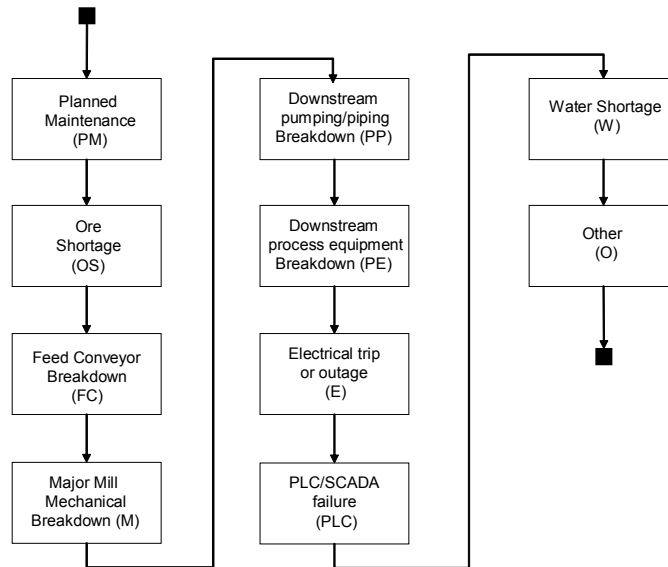 Planned
Maintenance
(PM)
Ore
Shortage
(OS)
Feed Conveyor
Breakdown
(FC)
Major Mill
Mechanical
Breakdown (M)
Downstream
pumping/piping
Breakdown (PP)
Downstream
process equipment
Breakdown (PE)
Electrical trip
or outage
(E)
PLC/SCADA
failure
(PLC)
Water Shortage
(W)
Other
(O)